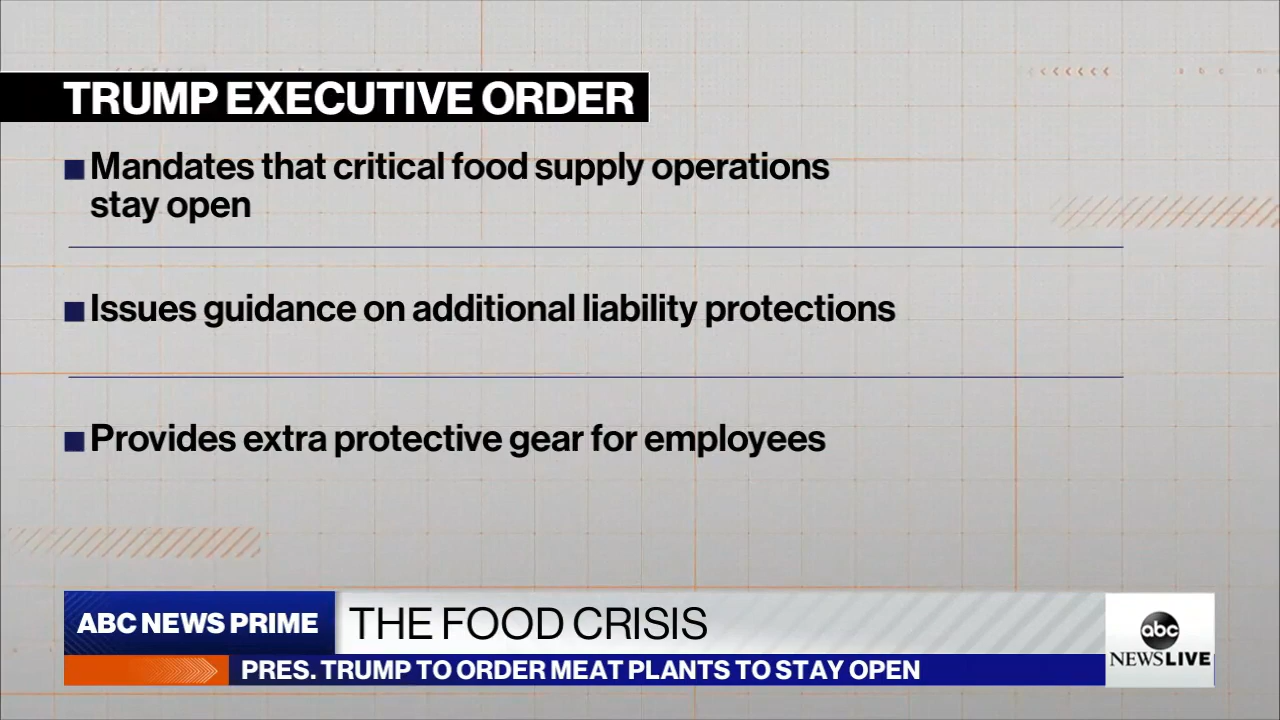 TRUMP EXECUTIVE ORDER
Mandates that critical food supply operations
stay open
Issues guidance on additional liability protections
Provides extra protective gear for employees
ABC NEWS PRIME
THE FOOD CRISIS
PRES. TRUMP TO ORDER MEAT PLANTS TO STAY OPEN
abc
NEWSLIVE